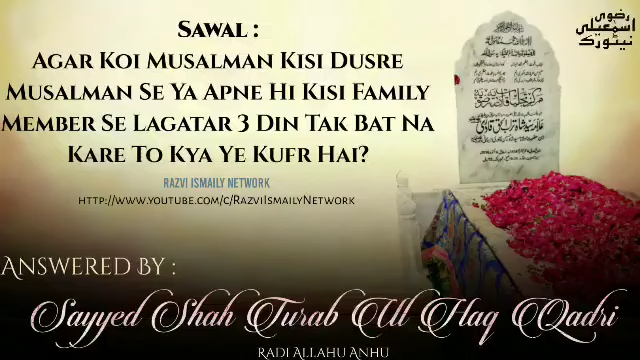 Sawal :
Agar Koi Musalman Kisi Dusre
Musalman Se Ya Apne Hi Kisi Family
Member Se Lagatar 3 Din Tak Bat Na
Kare To Kya Ye Kufr Hai?
RAZVI ISMAILY NETWORK
http://www.youtube.com/c/RazviIsmailyNetwork
رضوی
اسمٰعیلی
نیٹورک
Answered By :
Sayyed Shah Turab Ul Haq Qadri
Radi Allahu Anhu